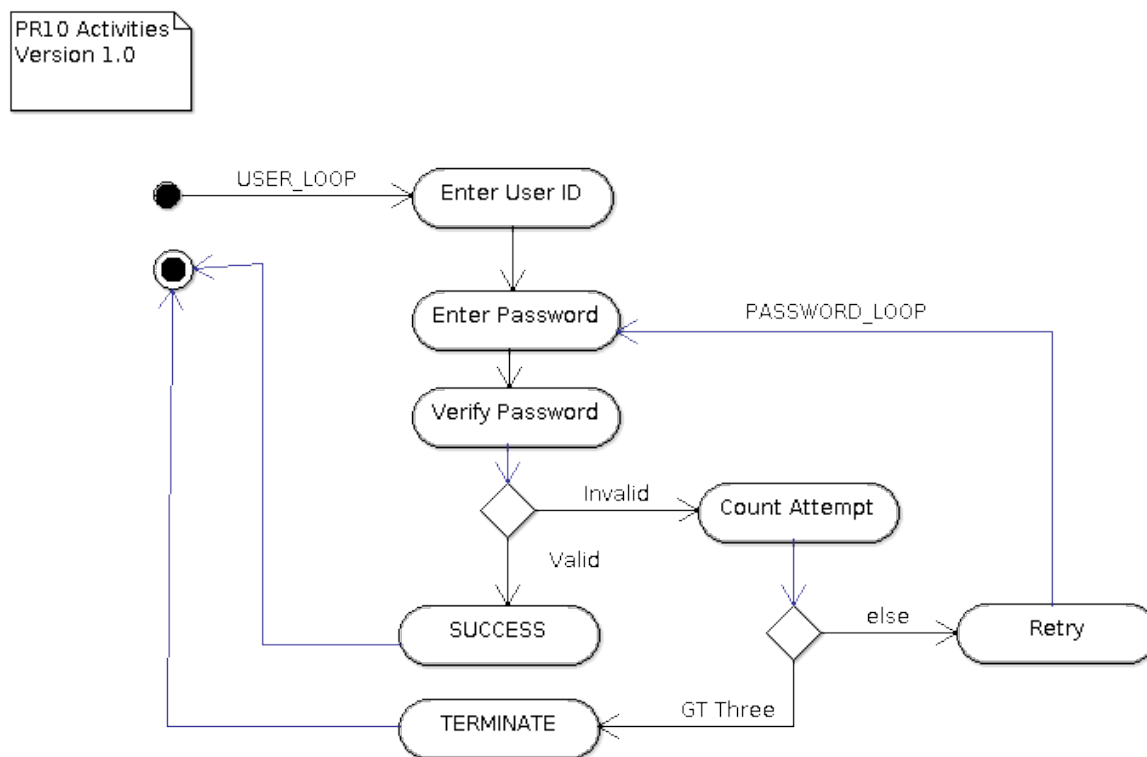 PR10 Activities
Version 1.0
USER_LOOP
Enter User ID
Enter Password
PASSWORD_LOOP
Verify Password
Invalid
Count Attempt
Valid
SUCCESS
else
Retry
GT Three
TERMINATE